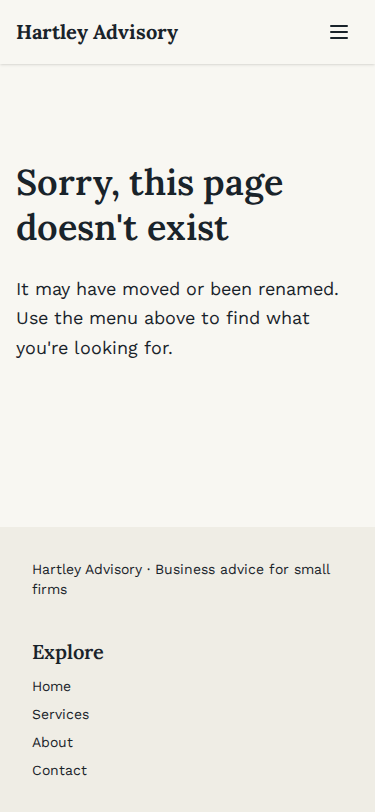 Hartley Advisory
Sorry, this page
doesn't exist
It may have moved or been renamed.
Use the menu above to find what
you're looking for.
Hartley Advisory · Business advice for small
firms
Explore
Home
Services
About
Contact